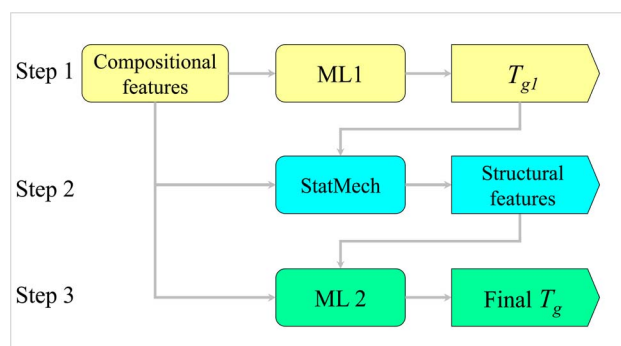 Step 1
Compositional
features
ML1
Tg1
Step 2
StatMech
Structural
features
Step 3
ML 2
Final Tg